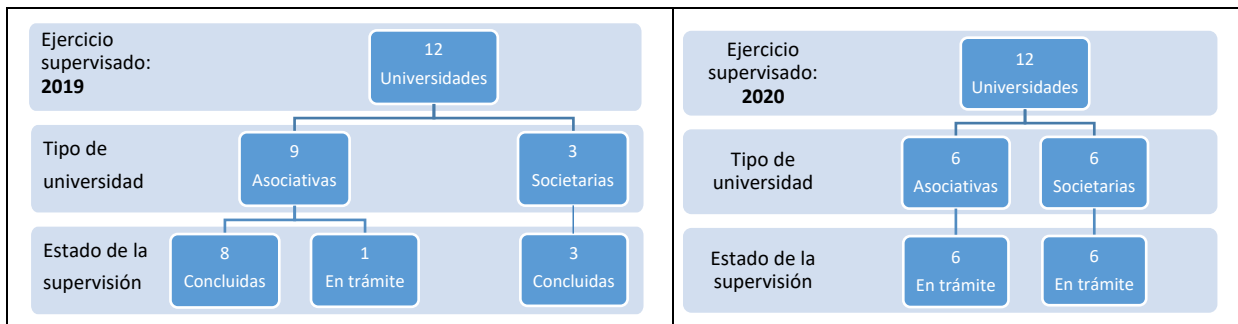 Ejercicio
supervisado:
2019
12
Universidades
Tipo de
universidad
9
Asociativas
3
Societarias
Estado de la
supervisión
8
Concluidas
1
En trámite
3
Concluidas
Ejercicio
supervisado:
2020
12
Universidades
Tipo de
universidad
6
Asociativas
6
Societarias
Estado de la
supervisión
6
En trámite
6
En trámite